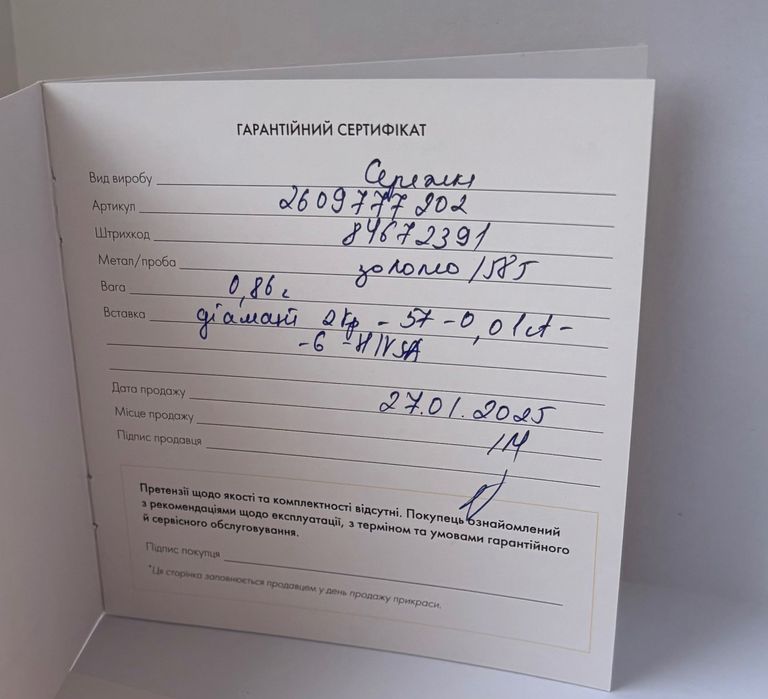 ГАРАНТІЙНИЙ СЕРТИФІКАТ
Вид виробу Сережки
Артикул 2609777202
Штрихкод 84672391
Метал/проба золото /585
Вага 0,86 г
Вставка діамант 2кр - 57 - 0,01ct -
- 6 - H/VSA
Дата продажу 27.01.2025
Місце продажу ІМ
Підпис продавця
Претензії щодо якості та комплектності відсутні. Покупець ознайомлений
з рекомендаціями щодо експлуатації, з терміном та умовами гарантійного
й сервісного обслуговування.
Підпис покупця
*Ця сторінка заповнюється продавцем у день продажу прикраси.